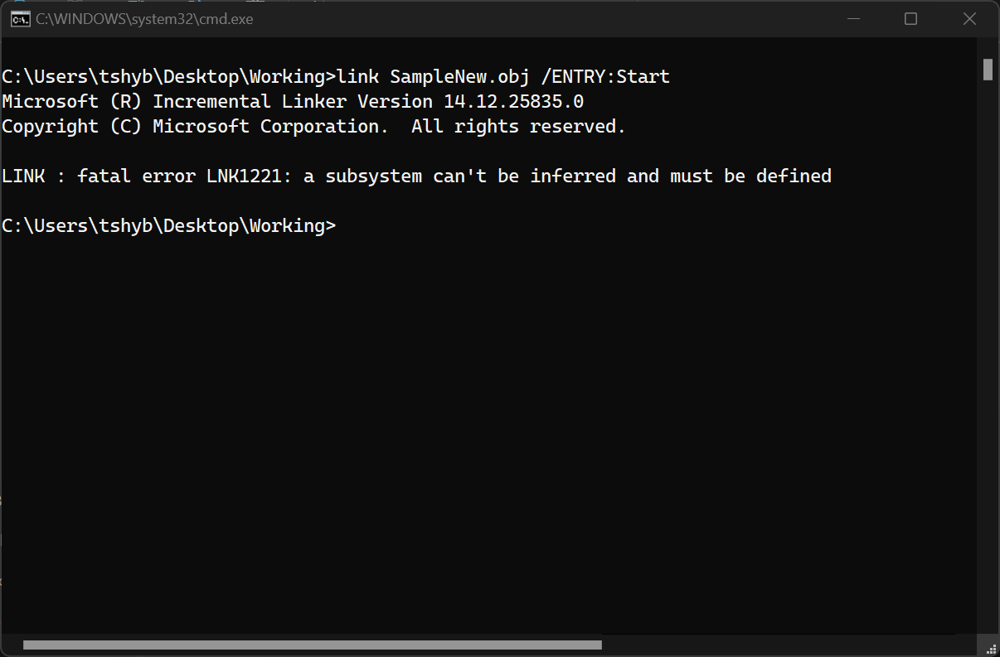 C:\WINDOWS\system32\cmd.exe
C:\Users\tshyb\Desktop\Working>link SampleNew.obj /ENTRY:Start
Microsoft (R) Incremental Linker Version 14.12.25835.0
Copyright (C) Microsoft Corporation.  All rights reserved.
LINK : fatal error LNK1221: a subsystem can't be inferred and must be defined
C:\Users\tshyb\Desktop\Working>